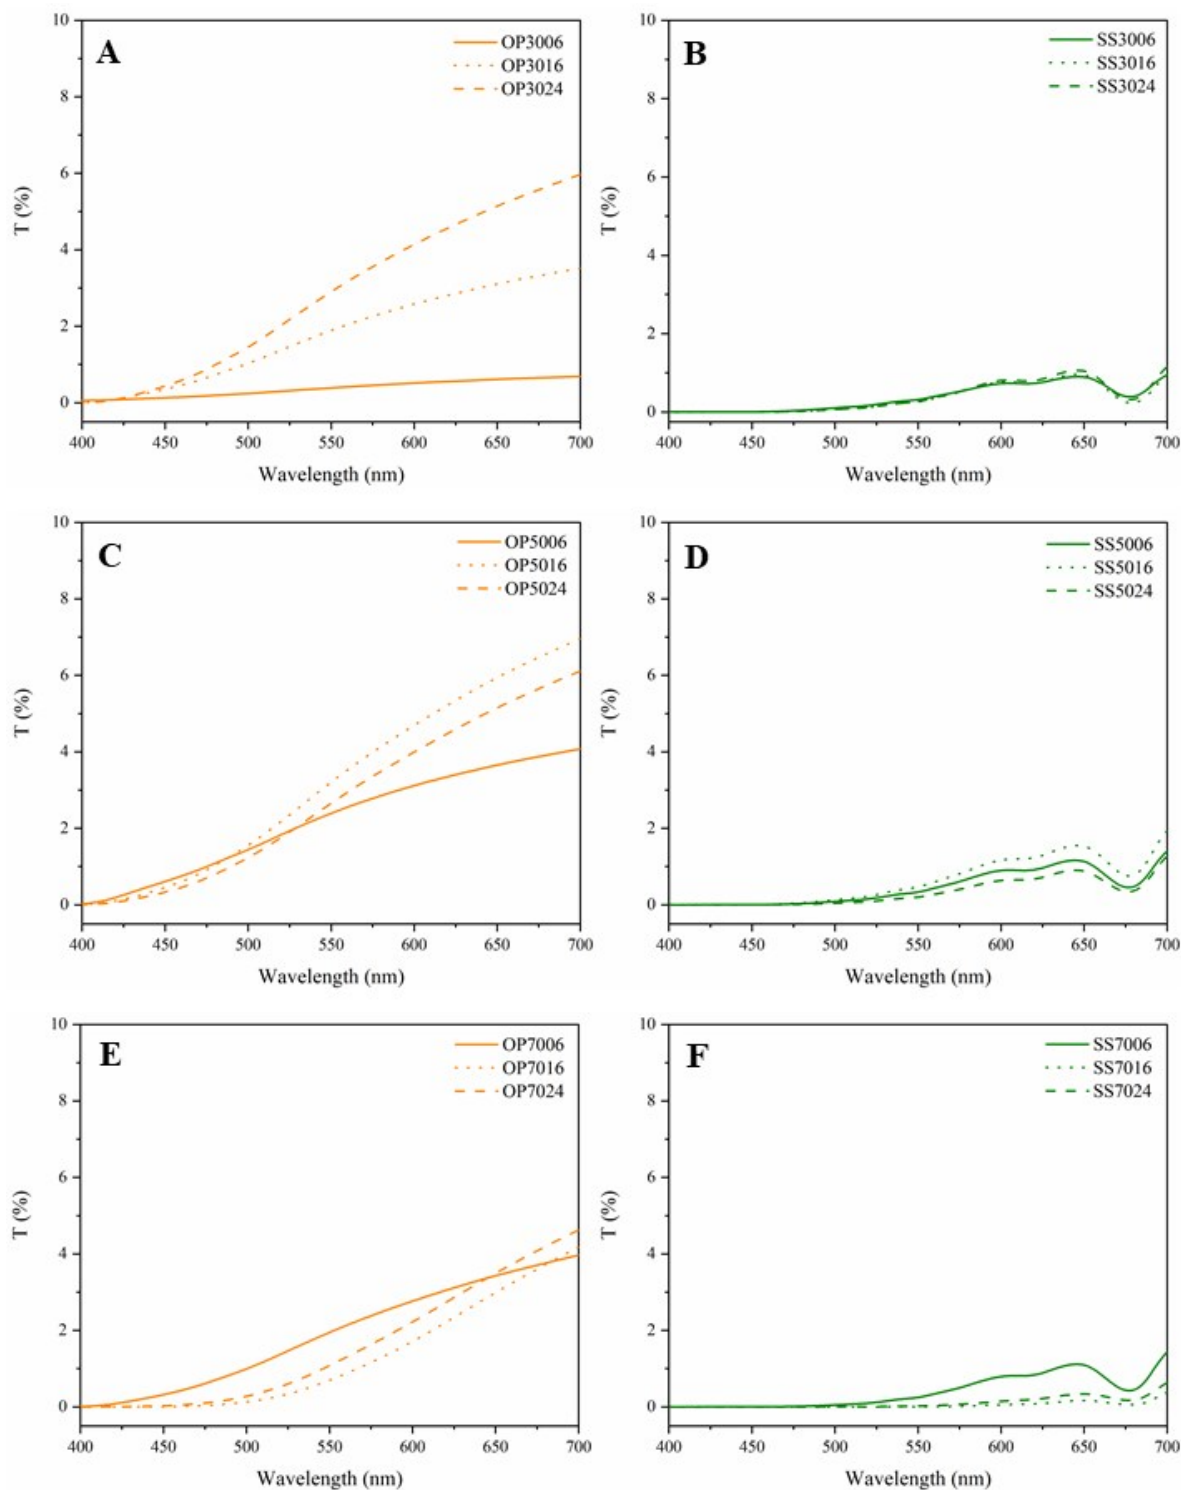 A
OP3006
OP3016
OP3024
10
8
6
4
2
0
T (%)
400 450 500 550 600 650 700
Wavelength (nm)
B
SS3006
SS3016
SS3024
10
8
6
4
2
0
T (%)
400 450 500 550 600 650 700
Wavelength (nm)
C
OP5006
OP5016
OP5024
10
8
6
4
2
0
T (%)
400 450 500 550 600 650 700
Wavelength (nm)
D
SS5006
SS5016
SS5024
10
8
6
4
2
0
T (%)
400 450 500 550 600 650 700
Wavelength (nm)
E
OP7006
OP7016
OP7024
10
8
6
4
2
0
T (%)
400 450 500 550 600 650 700
Wavelength (nm)
F
SS7006
SS7016
SS7024
10
8
6
4
2
0
T (%)
400 450 500 550 600 650 700
Wavelength (nm)